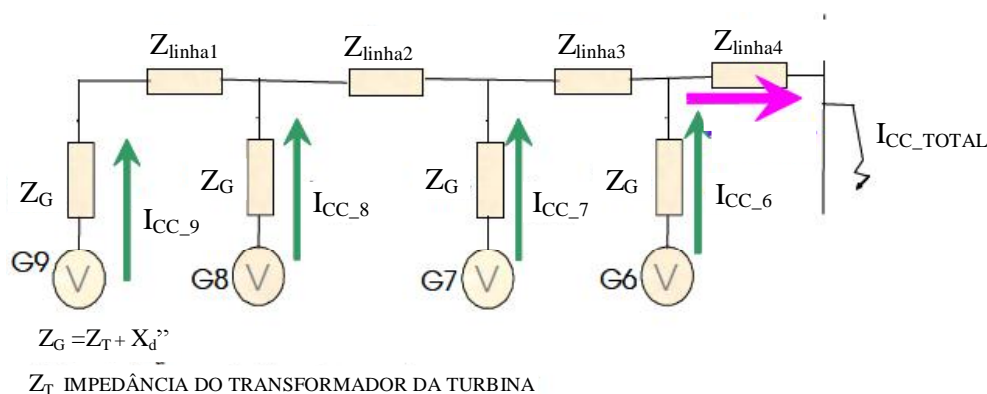 Zlinha1 Zlinha2 Zlinha3 Zlinha4
ICC_TOTAL
ZG ZG ZG ZG
ICC_9 ICC_8 ICC_7 ICC_6
G9 V G8 V G7 V G6 V
ZG =ZT + Xd”
ZT IMPEDÂNCIA DO TRANSFORMADOR DA TURBINA